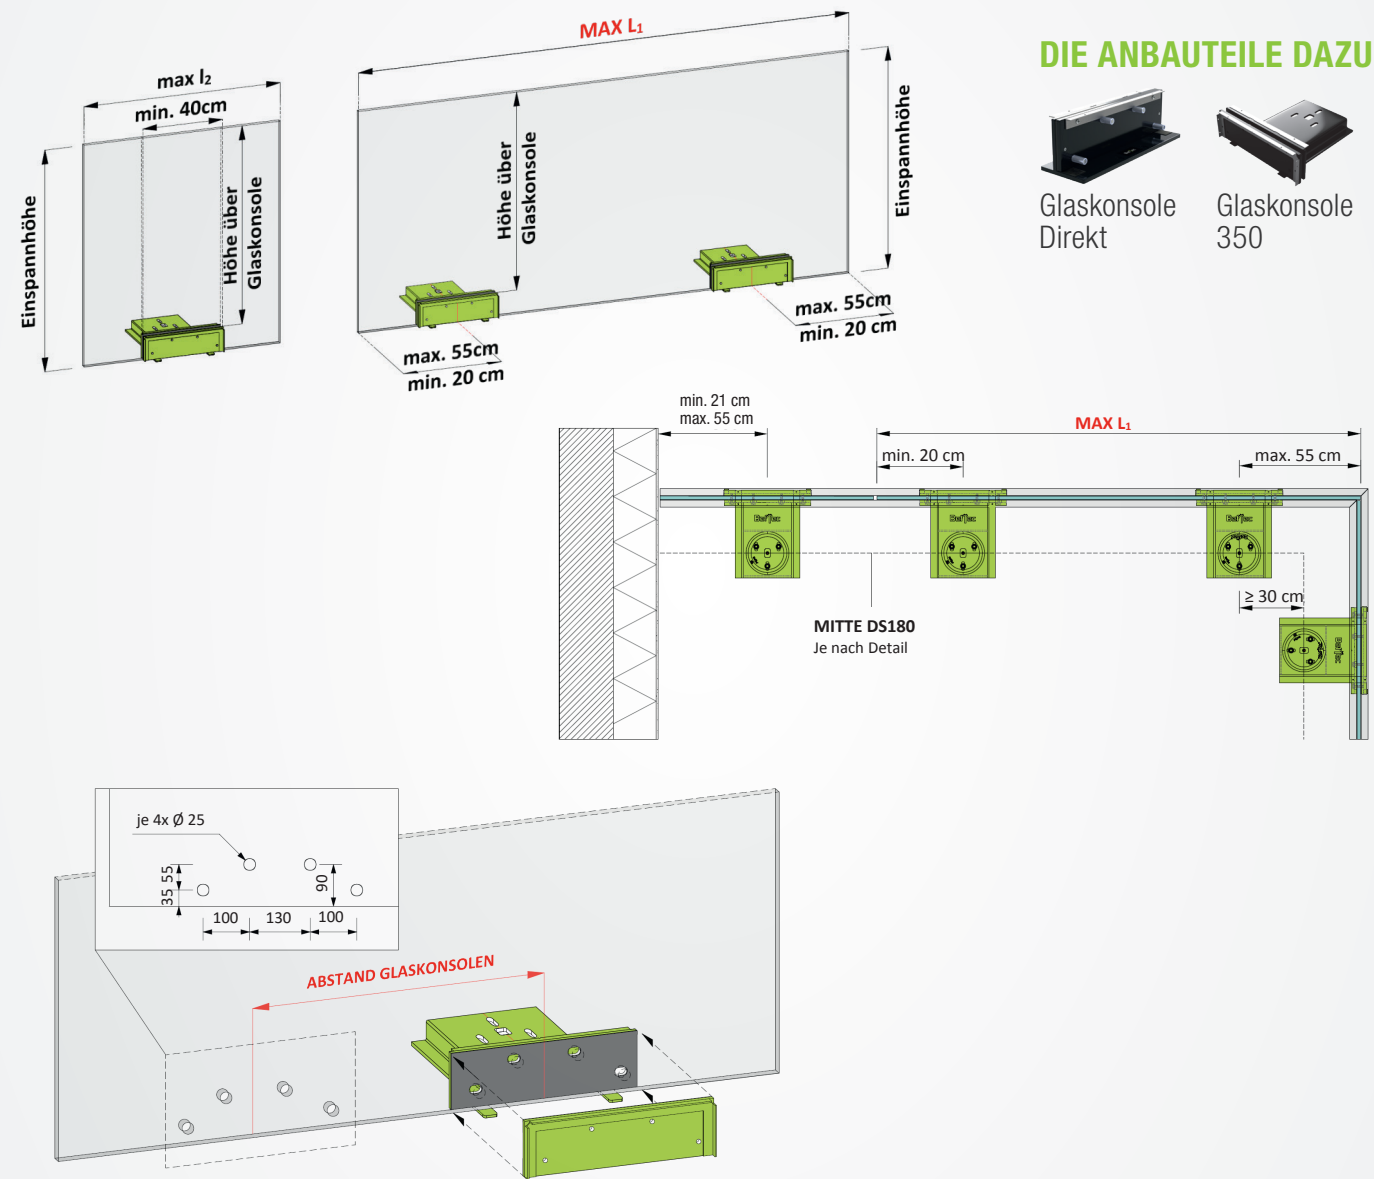 MAX L₁
DIE ANBAUTEILE DAZU
max l₂
min. 40cm
Einspannhöhe
Höhe über
Glaskonsole
Höhe über
Glaskonsole
Einspannhöhe
Glaskonsole
Direkt
Glaskonsole
350
max. 55cm
min. 20 cm
max. 55cm
min. 20 cm
min. 21 cm
max. 55 cm
MAX L₁
min. 20 cm
max. 55 cm
≥ 30 cm
MITTE DS180
Je nach Detail
je 4x Ø 25
55
35
90
100
130
100
ABSTAND GLASKONSOLEN